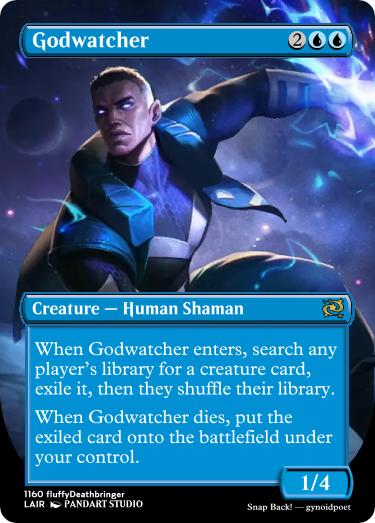 Godwatcher 2
Creature — Human Shaman
When Godwatcher enters, search any
player's library for a creature card,
exile it, then they shuffle their library.
When Godwatcher dies, put the
exiled card onto the battlefield under
your control.
1/4
1160 fluffyDeathbringer
LAIR PANDART STUDIO
Snap Back! — gynoidpoet